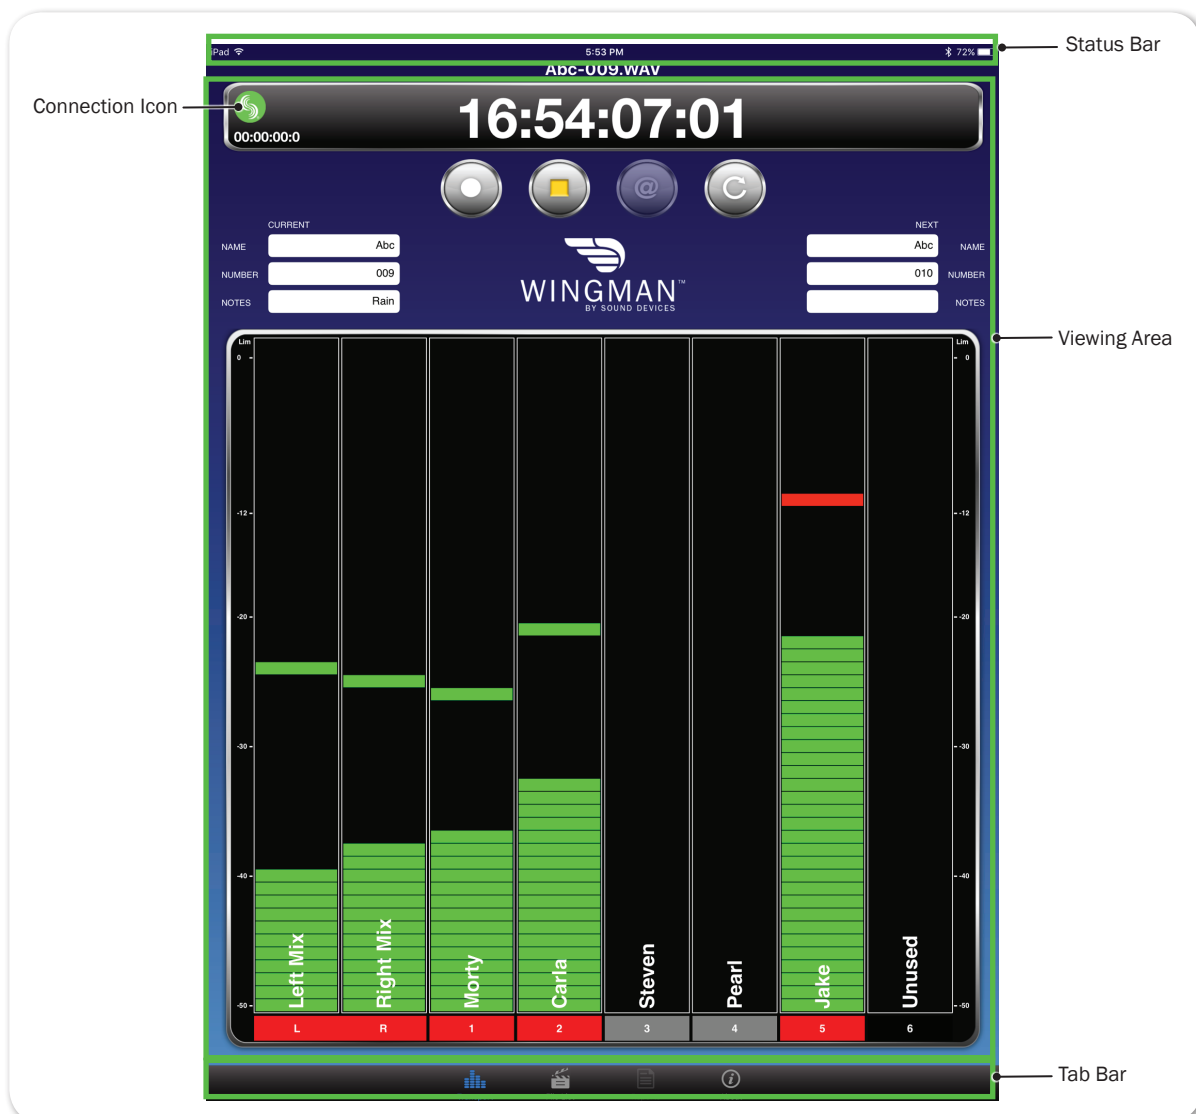 iPad 5:53 PM 72%
Status Bar
Abc-009.WAV
Connection Icon
16:54:07:01
00:00:00:0
@
CURRENT NEXT
NAME Abc Abc NAME
NUMBER 009 010 NUMBER
NOTES Rain NOTES
WINGMAN™
BY SOUND DEVICES
Viewing Area
Lim Lim
0 - - 0
-12 - - -12
-20 - - -20
-30 - - -30
-40 - - -40
-50 - - -50
Left Mix
Right Mix
Morty
Carla
Steven
Pearl
Jake
Unused
L R 1 2 3 4 5 6
Tab Bar